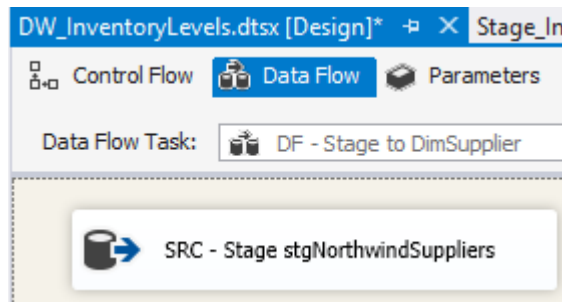 DW_InventoryLevels.dtsx [Design]* Stage_In
Control Flow Data Flow Parameters
Data Flow Task: DF - Stage to DimSupplier
SRC - Stage stgNorthwindSuppliers